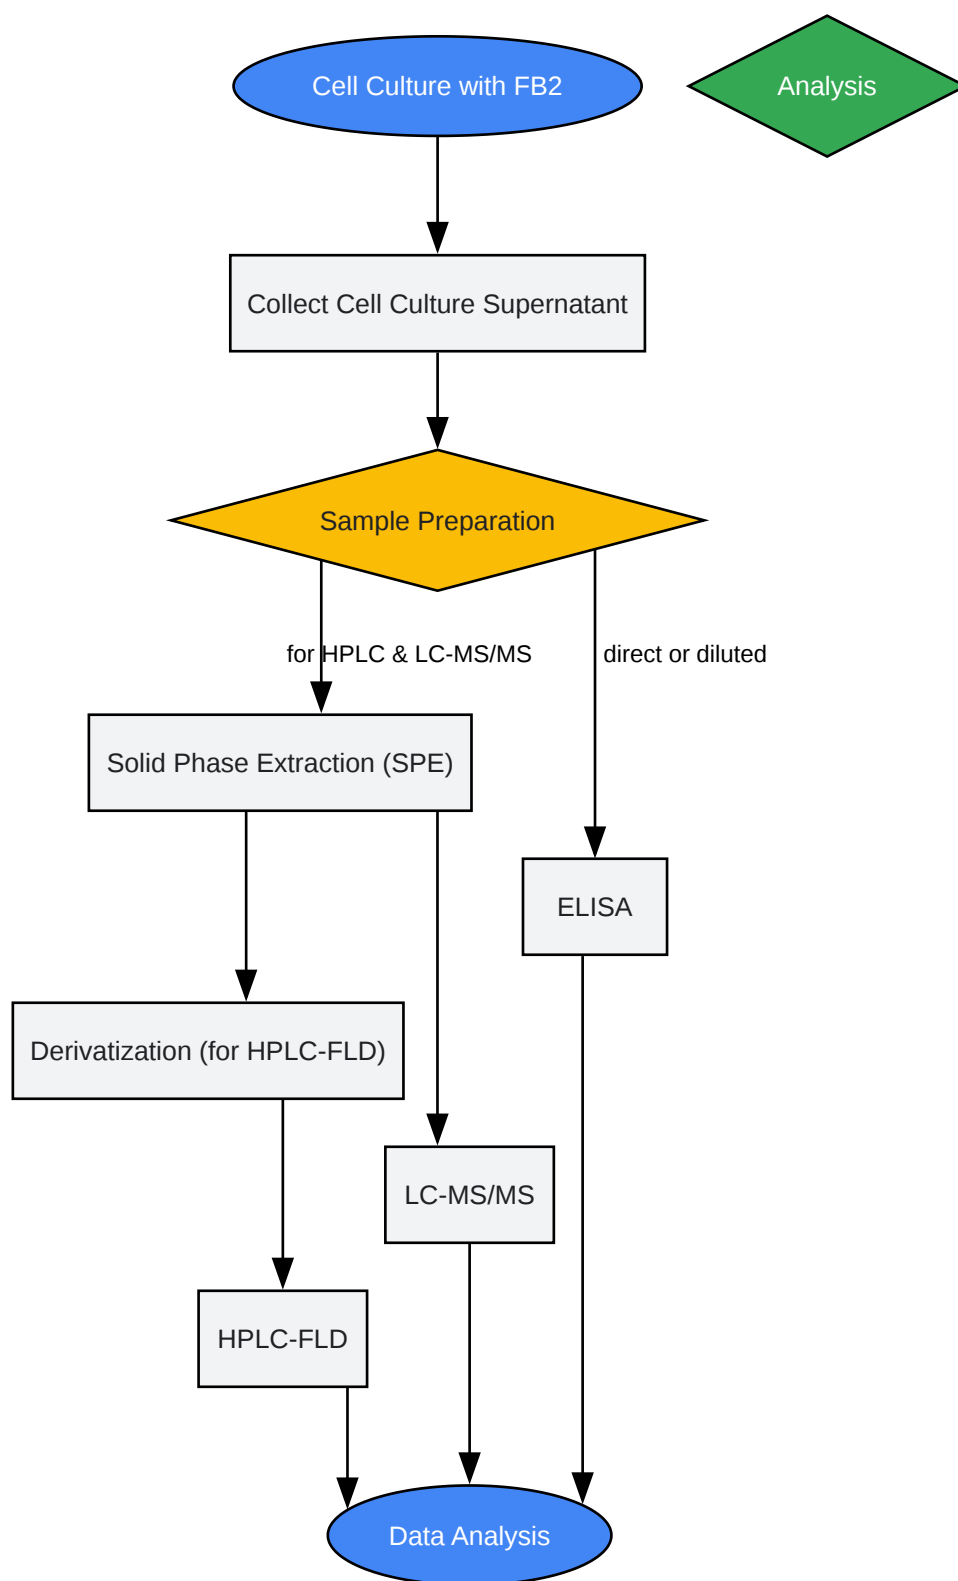 Cell Culture with FB2
Analysis
Collect Cell Culture Supernatant
Sample Preparation
for HPLC & LC-MS/MS
direct or diluted
Solid Phase Extraction (SPE)
ELISA
Derivatization (for HPLC-FLD)
LC-MS/MS
HPLC-FLD
Data Analysis